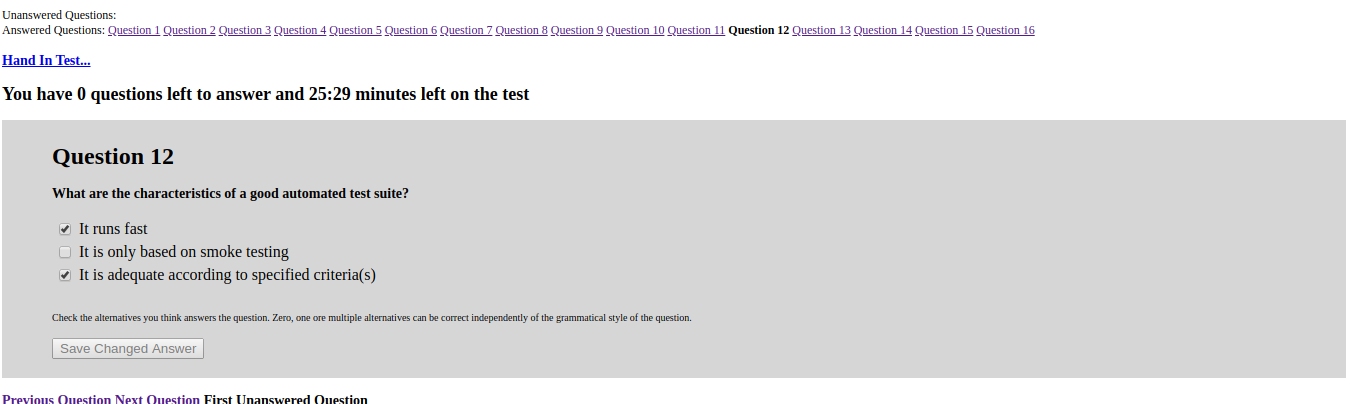 Unanswered Questions:
Answered Questions: Question 1 Question 2 Question 3 Question 4 Question 5 Question 6 Question 7 Question 8 Question 9 Question 10 Question 11 Question 12 Question 13 Question 14 Question 15 Question 16
Hand In Test...
You have 0 questions left to answer and 25:29 minutes left on the test
Question 12
What are the characteristics of a good automated test suite?
It runs fast
It is only based on smoke testing
It is adequate according to specified criteria(s)
Check the alternatives you think answers the question. Zero, one ore multiple alternatives can be correct independently of the grammatical style of the question.
Save Changed Answer
Previous Question Next Question First Unanswered Question